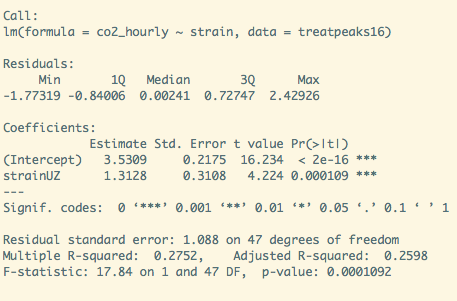 Call:
lm(formula = co2_hourly ~ strain, data = treatpeaks16)
Residuals:
Min 1Q Median 3Q Max
-1.77319 -0.84006 0.00241 0.72747 2.42926
Coefficients:
Estimate Std. Error t value Pr(>|t|)
(Intercept) 3.5309 0.2175 16.234 < 2e-16 ***
strainUZ 1.3128 0.3108 4.224 0.000109 ***
---
Signif. codes: 0 ‘***’ 0.001 ‘**’ 0.01 ‘*’ 0.05 ‘.’ 0.1 ‘ ’ 1
Residual standard error: 1.088 on 47 degrees of freedom
Multiple R-squared: 0.2752, Adjusted R-squared: 0.2598
F-statistic: 17.84 on 1 and 47 DF, p-value: 0.0001092